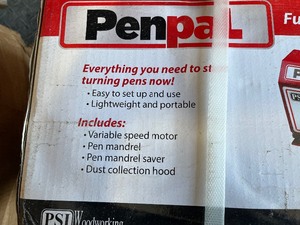 Penpal
Fu
Everything you need to st
turning pens now!
• Easy to set up and use
• Lightweight and portable
Includes:
• Variable speed motor
• Pen mandrel
• Pen mandrel saver
• Dust collection hood
PSI Woodworking